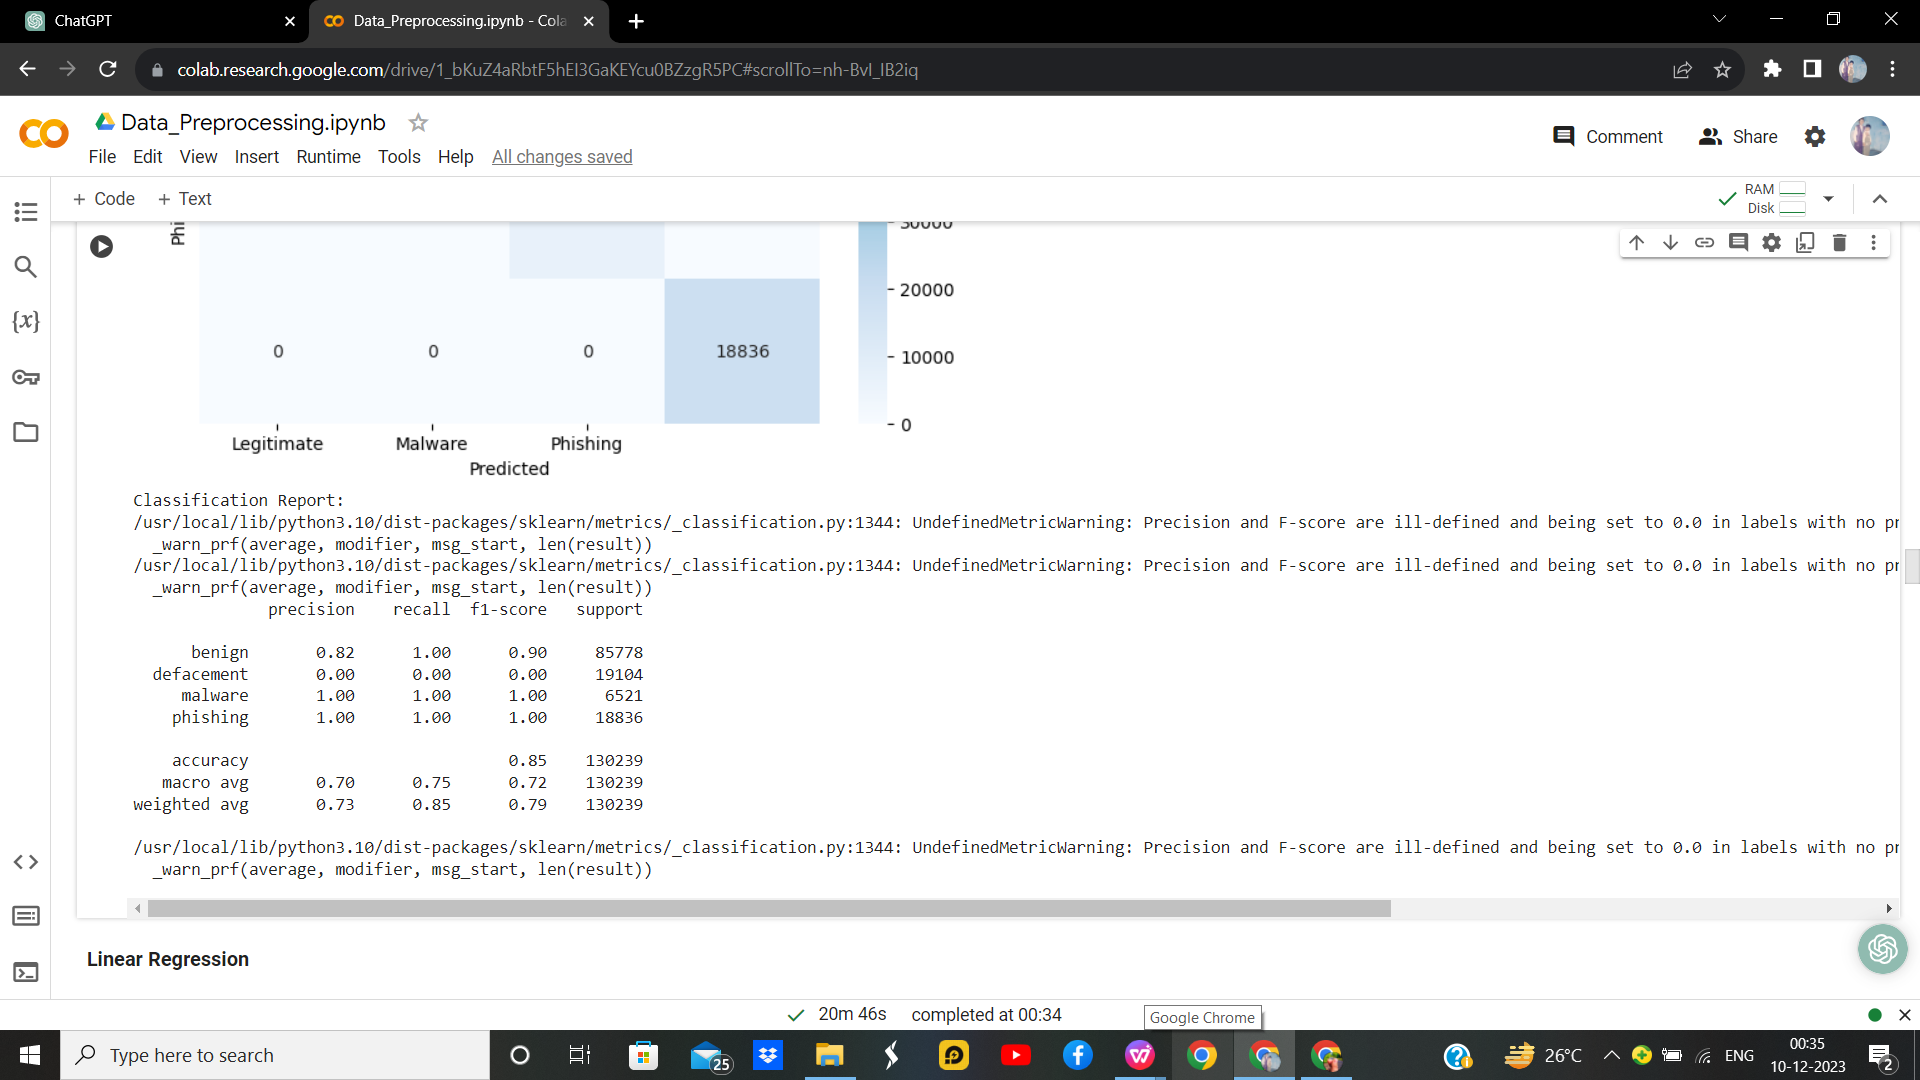 ChatGPT
Data_Preprocessing.ipynb - Cola
colab.research.google.com/drive/1_bKuZ4aRbtF5hEI3GaKEYcu0BZzgR5PC#scrollTo=nh-BvI_IB2iq
Data_Preprocessing.ipynb
File Edit View Insert Runtime Tools Help All changes saved
Comment Share
+ Code + Text
RAM
Disk
Phi
30000
20000
10000
0
0 0 0 18836
Legitimate Malware Phishing
Predicted
Classification Report:
/usr/local/lib/python3.10/dist-packages/sklearn/metrics/_classification.py:1344: UndefinedMetricWarning: Precision and F-score are ill-defined and being set to 0.0 in labels with no pr
_warn_prf(average, modifier, msg_start, len(result))
/usr/local/lib/python3.10/dist-packages/sklearn/metrics/_classification.py:1344: UndefinedMetricWarning: Precision and F-score are ill-defined and being set to 0.0 in labels with no pr
_warn_prf(average, modifier, msg_start, len(result))
precision recall f1-score support
benign 0.82 1.00 0.90 85778
defacement 0.00 0.00 0.00 19104
malware 1.00 1.00 1.00 6521
phishing 1.00 1.00 1.00 18836
accuracy 0.85 130239
macro avg 0.70 0.75 0.72 130239
weighted avg 0.73 0.85 0.79 130239
/usr/local/lib/python3.10/dist-packages/sklearn/metrics/_classification.py:1344: UndefinedMetricWarning: Precision and F-score are ill-defined and being set to 0.0 in labels with no pr
_warn_prf(average, modifier, msg_start, len(result))
Linear Regression
20m 46s completed at 00:34
Google Chrome
Type here to search
25
26°C
ENG
00:35
10-12-2023
2